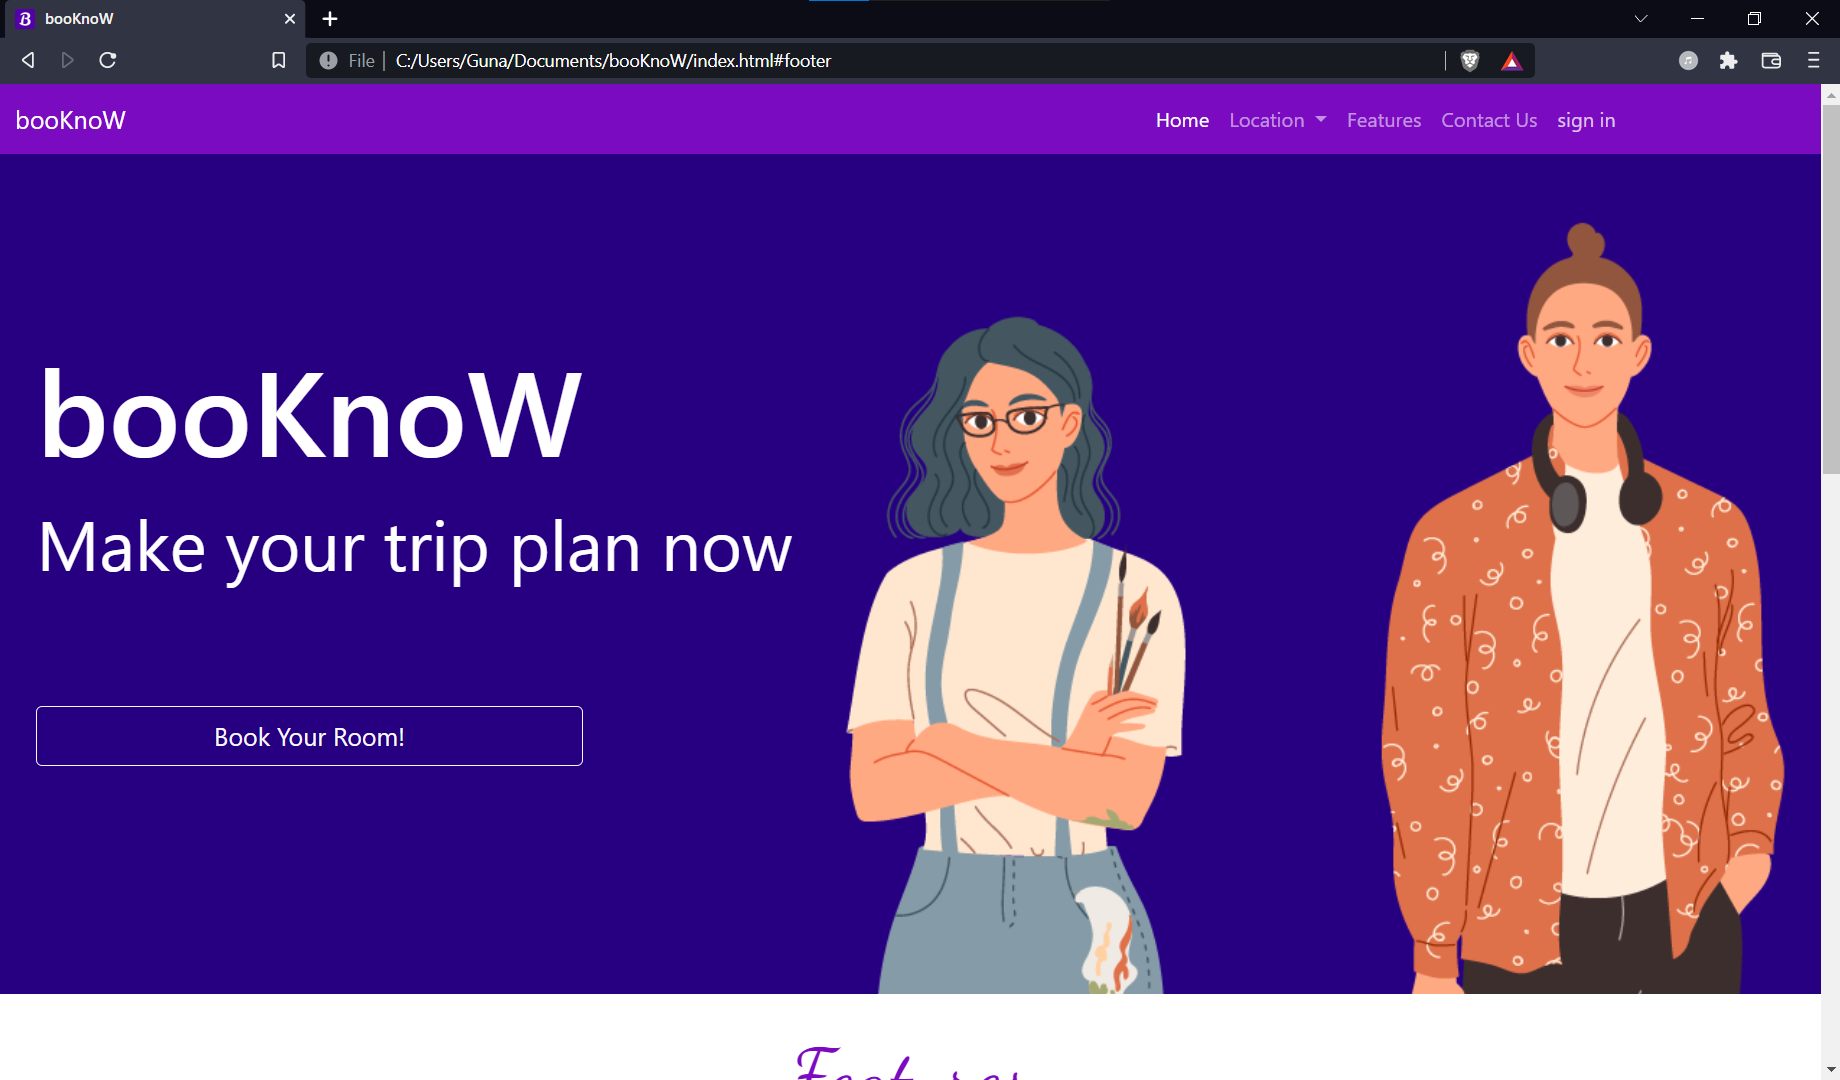 booKnoW
File C:/Users/Guna/Documents/booKnoW/index.html#footer
booKnoW Home Location Features Contact Us sign in
booKnoW
Make your trip plan now
Book Your Room!
Features